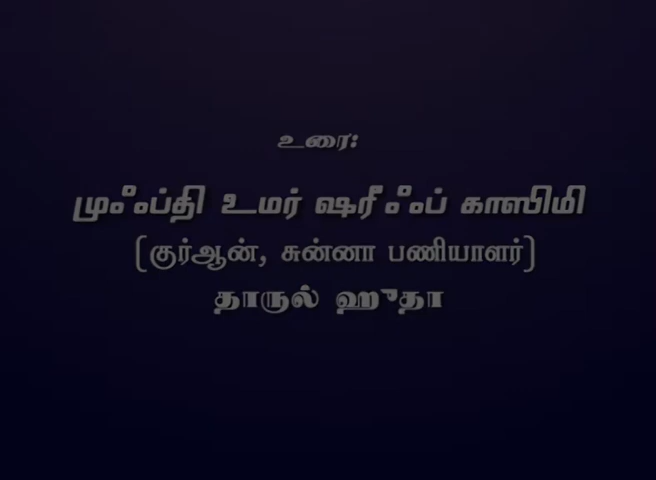 உரை:
முஃப்தி உமர் ஷரீஃப் காஸிமி
(குர்ஆன், சுன்னா பணியாளர்)
தாருல் ஹுதா